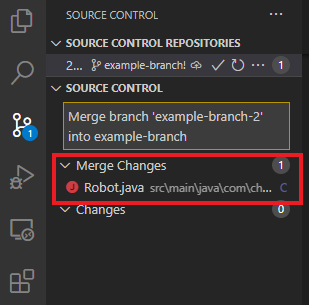 SOURCE CONTROL
SOURCE CONTROL REPOSITORIES
2... example-branch! 1
SOURCE CONTROL
Merge branch 'example-branch-2'
into example-branch
Merge Changes 1
J Robot.java src\main\java\com\ch... C
Changes 0
1